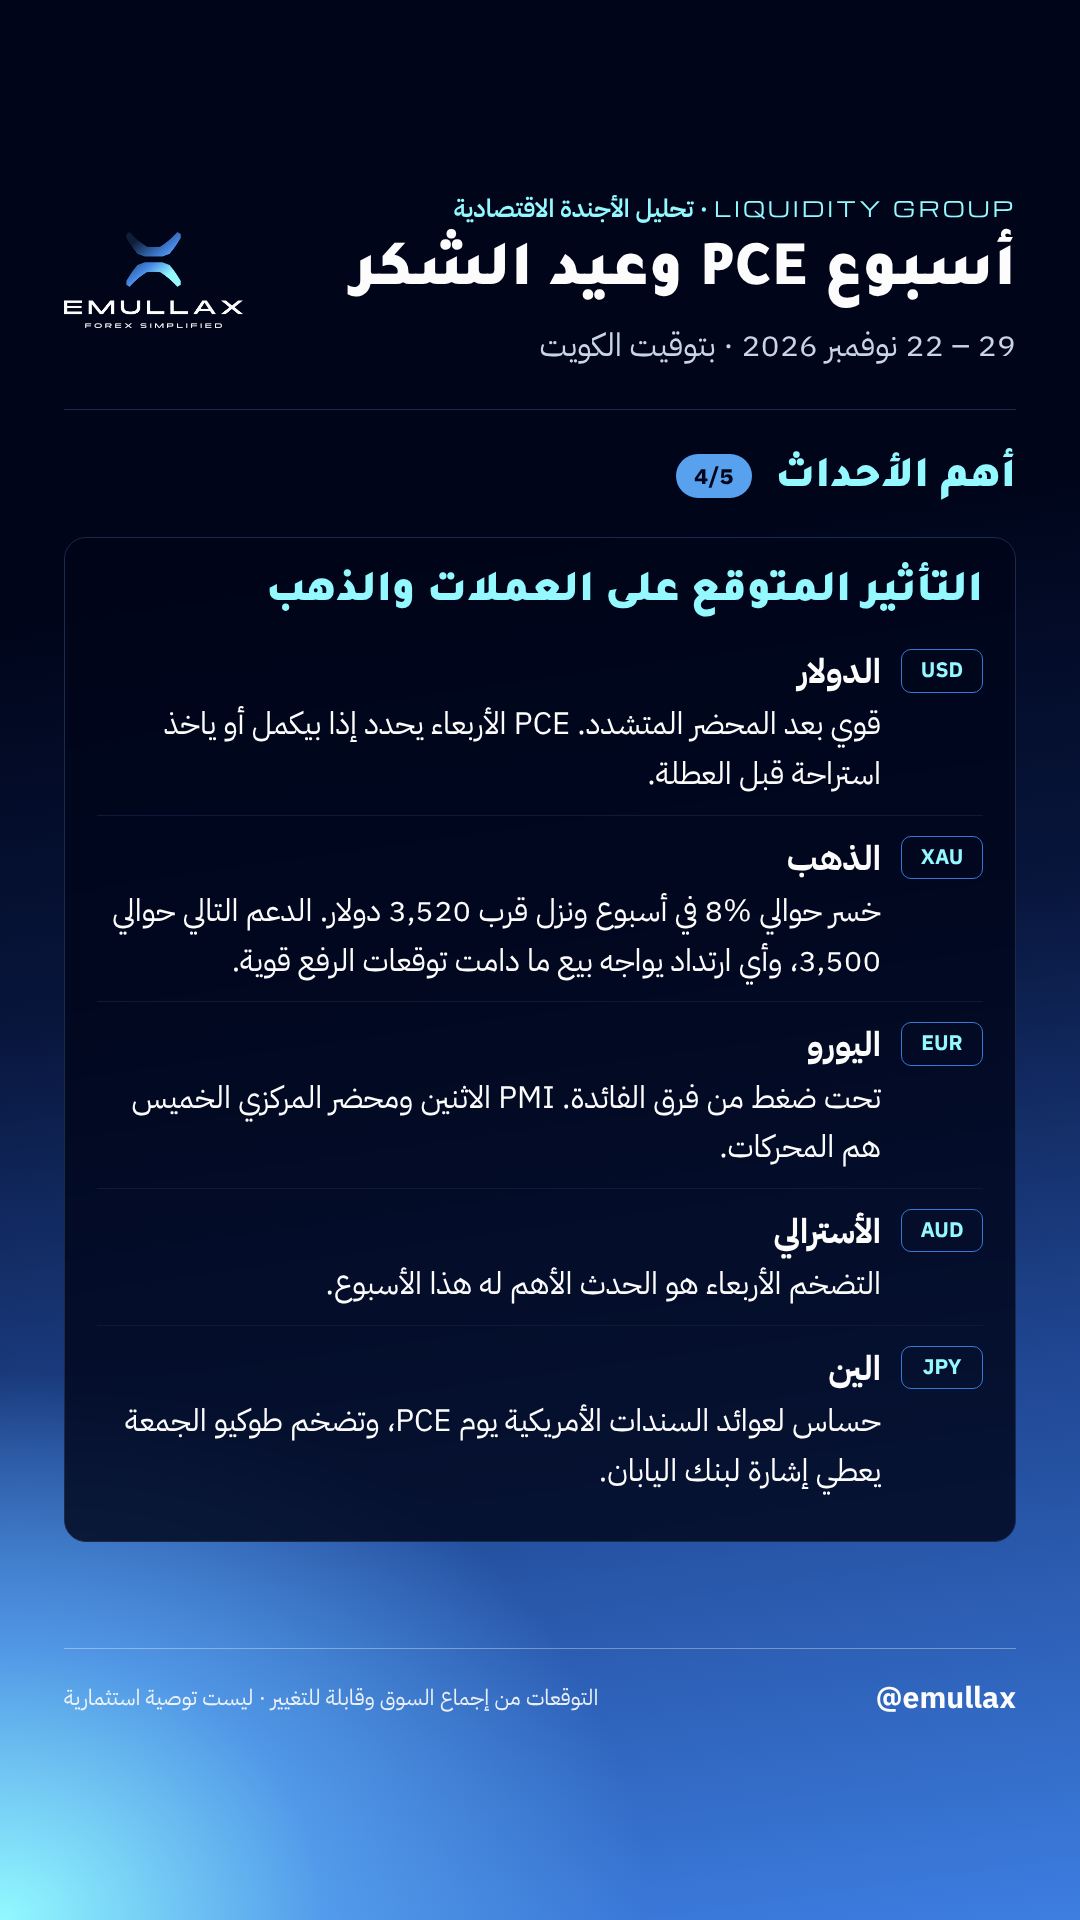 LIQUIDITY GROUP · تحليل الأجندة الاقتصادية
أسبوع PCE وعيد الشكر
29 – 22 نوفمبر 2026 · بتوقيت الكويت
EMULLAX
FOREX SIMPLIFIED
أهم الأحداث 4/5
التأثير المتوقع على العملات والذهب
USD الدولار
قوي بعد المحضر المتشدد. PCE الأربعاء يحدد إذا بيكمل أو ياخذ
استراحة قبل العطلة.
XAU الذهب
خسر حوالي 8% في أسبوع ونزل قرب 3,520 دولار. الدعم التالي حوالي
3,500، وأي ارتداد يواجه بيع ما دامت توقعات الرفع قوية.
EUR اليورو
تحت ضغط من فرق الفائدة. PMI الاثنين ومحضر المركزي الخميس
هم المحركات.
AUD الأسترالي
التضخم الأربعاء هو الحدث الأهم له هذا الأسبوع.
JPY الين
حساس لعوائد السندات الأمريكية يوم PCE، وتضخم طوكيو الجمعة
يعطي إشارة لبنك اليابان.
@emullax
التوقعات من إجماع السوق وقابلة للتغيير · ليست توصية استثمارية